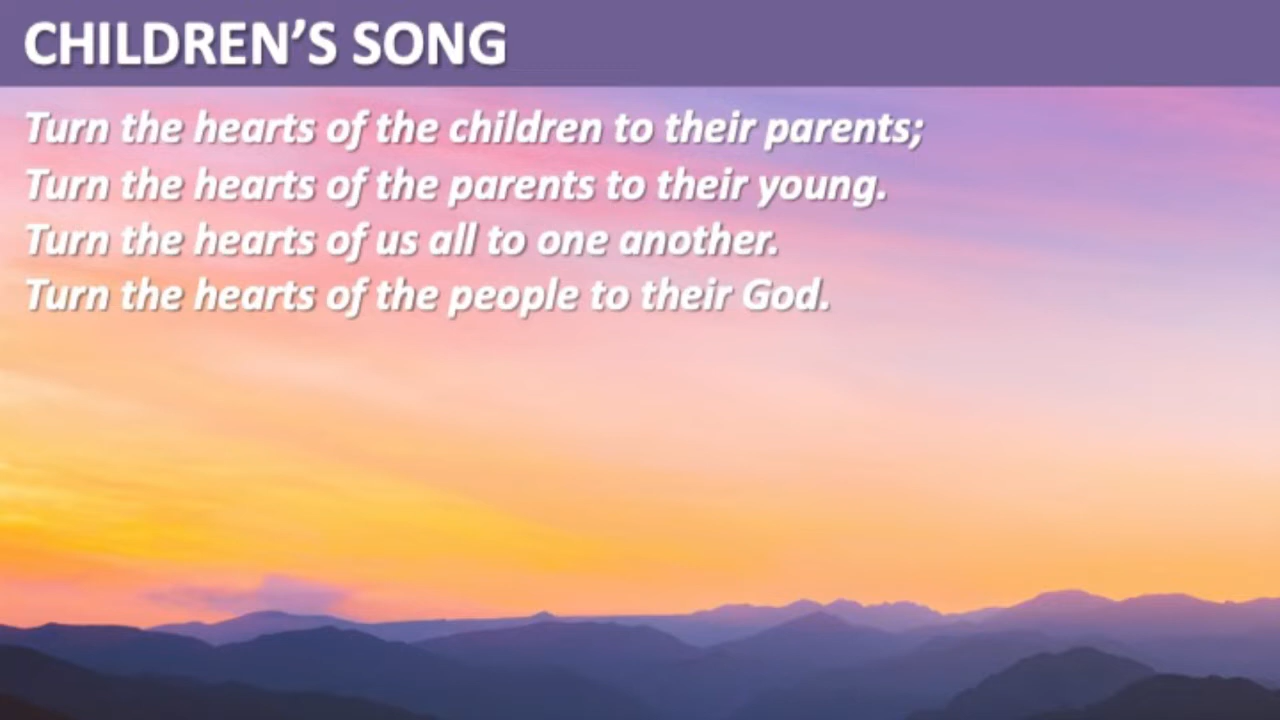 CHILDREN’S SONG
Turn the hearts of the children to their parents;
Turn the hearts of the parents to their young.
Turn the hearts of us all to one another.
Turn the hearts of the people to their God.